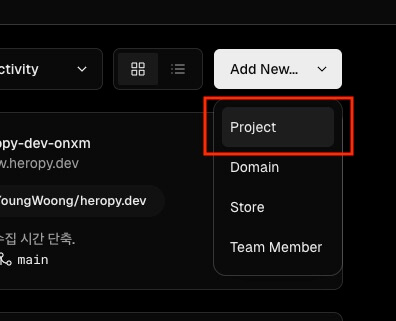 ctivity
Add New...
Project
Domain
Store
Team Member
opy-dev-onxm
w.heropy.dev
oungWoong/heropy.dev
수집 시간 단축.
main